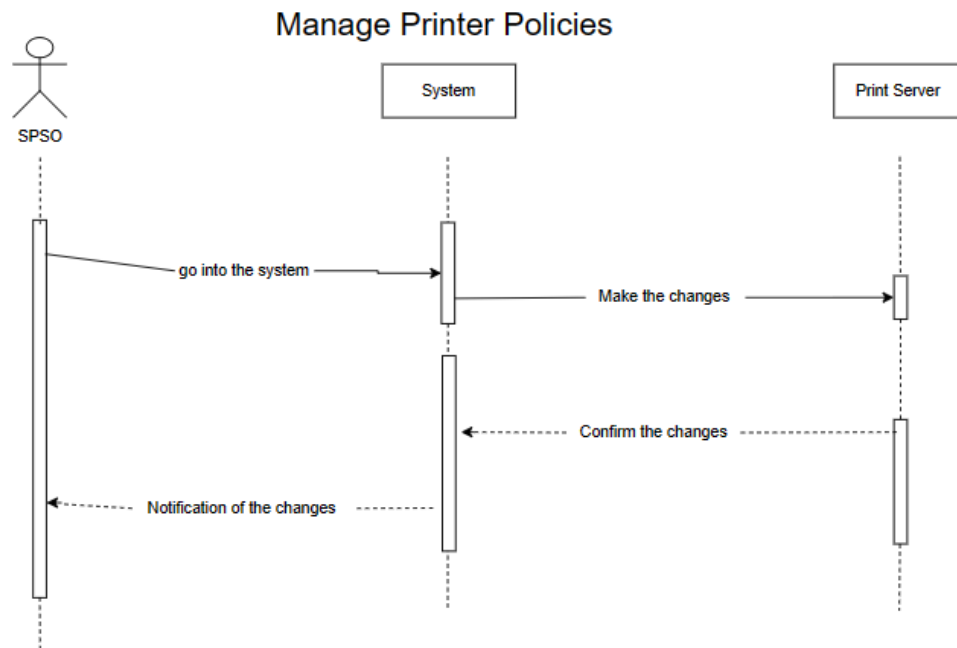 Manage Printer Policies
SPSO
System
Print Server
go into the system
Make the changes
Confirm the changes
Notification of the changes